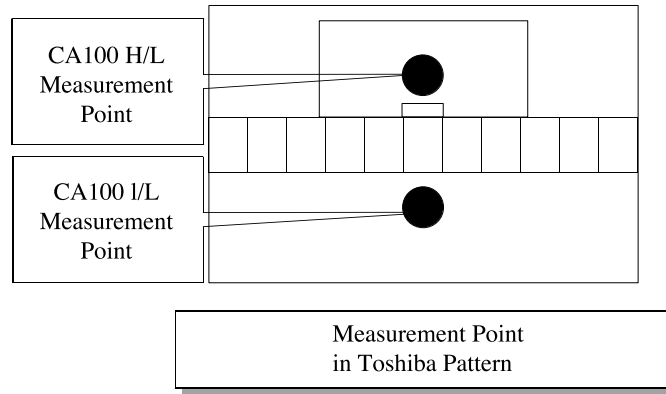 CA100 H/L
Measurement
Point
CA100 l/L
Measurement
Point
Measurement Point
in Toshiba Pattern